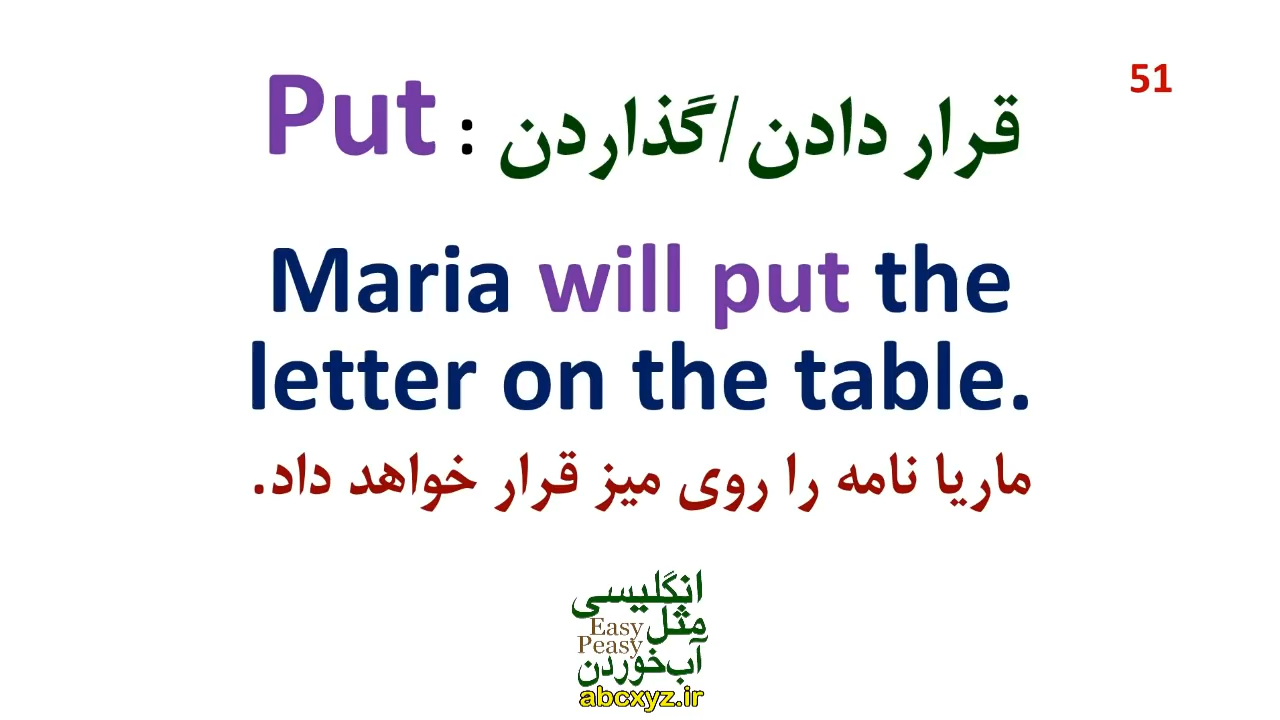 51
Put : قرار دادن/گذاردن
Maria will put the
letter on the table.
ماریا نامه را روی میز قرار خواهد داد.
انگلیسی
مثل
Easy
Peasy
آب‌خوردن
abcxyz.ir